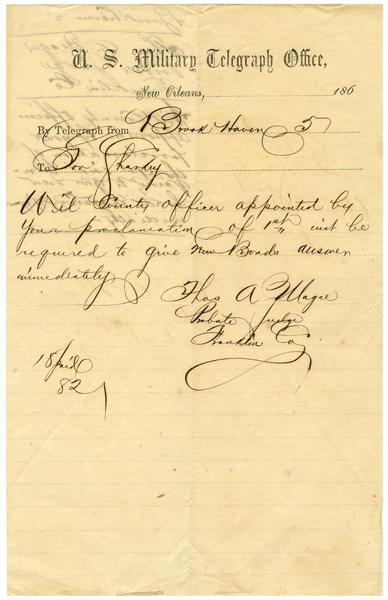 U. S. Military Telegraph Office,
New Orleans, 186
By Telegraph from Brook Haven 5
To Gov Sharkey
Will County officer appointed by
your proclamation of 1st inst be
required to give New Bonds answer
immediately
Thos A Magee
Probate Judge
Franklin Co
18 paid
82